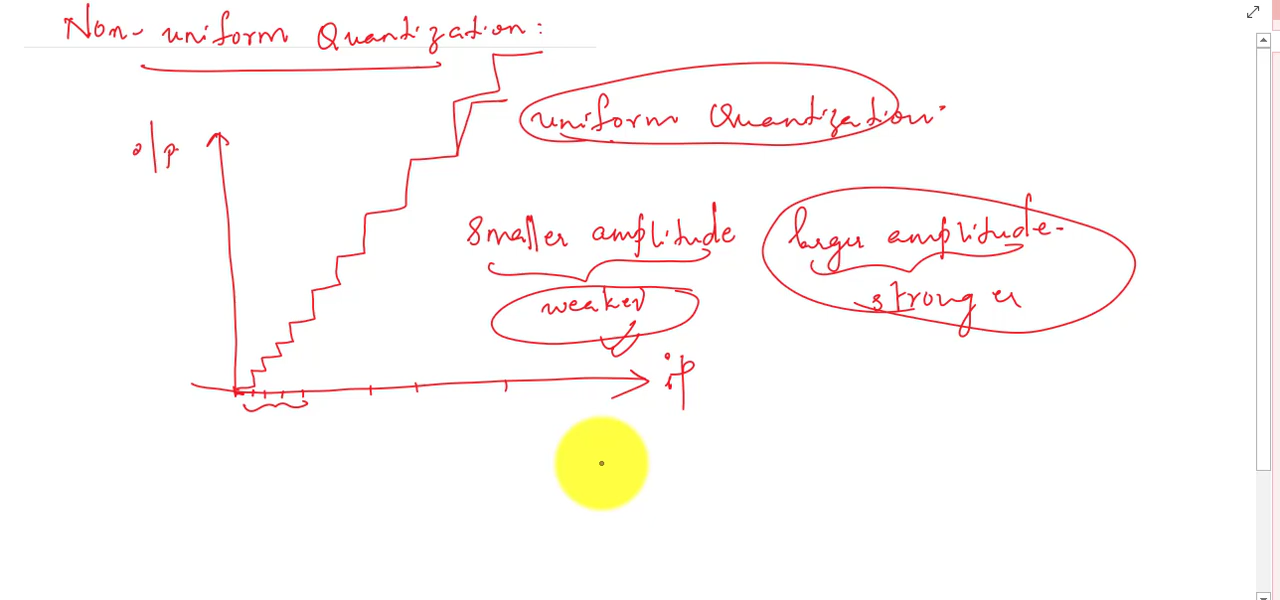 Non-uniform Quantization:
uniform Quantization.
o/p
Smaller amplitude larger amplitude.
weaker stronger
i/p